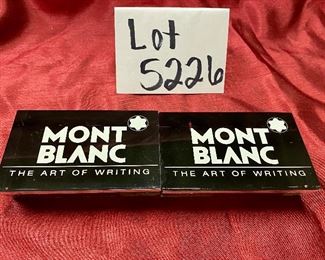 Lot
5226
MONT
BLANC
THE ART OF WRITING
MONT
BLANC
THE ART OF WRITING